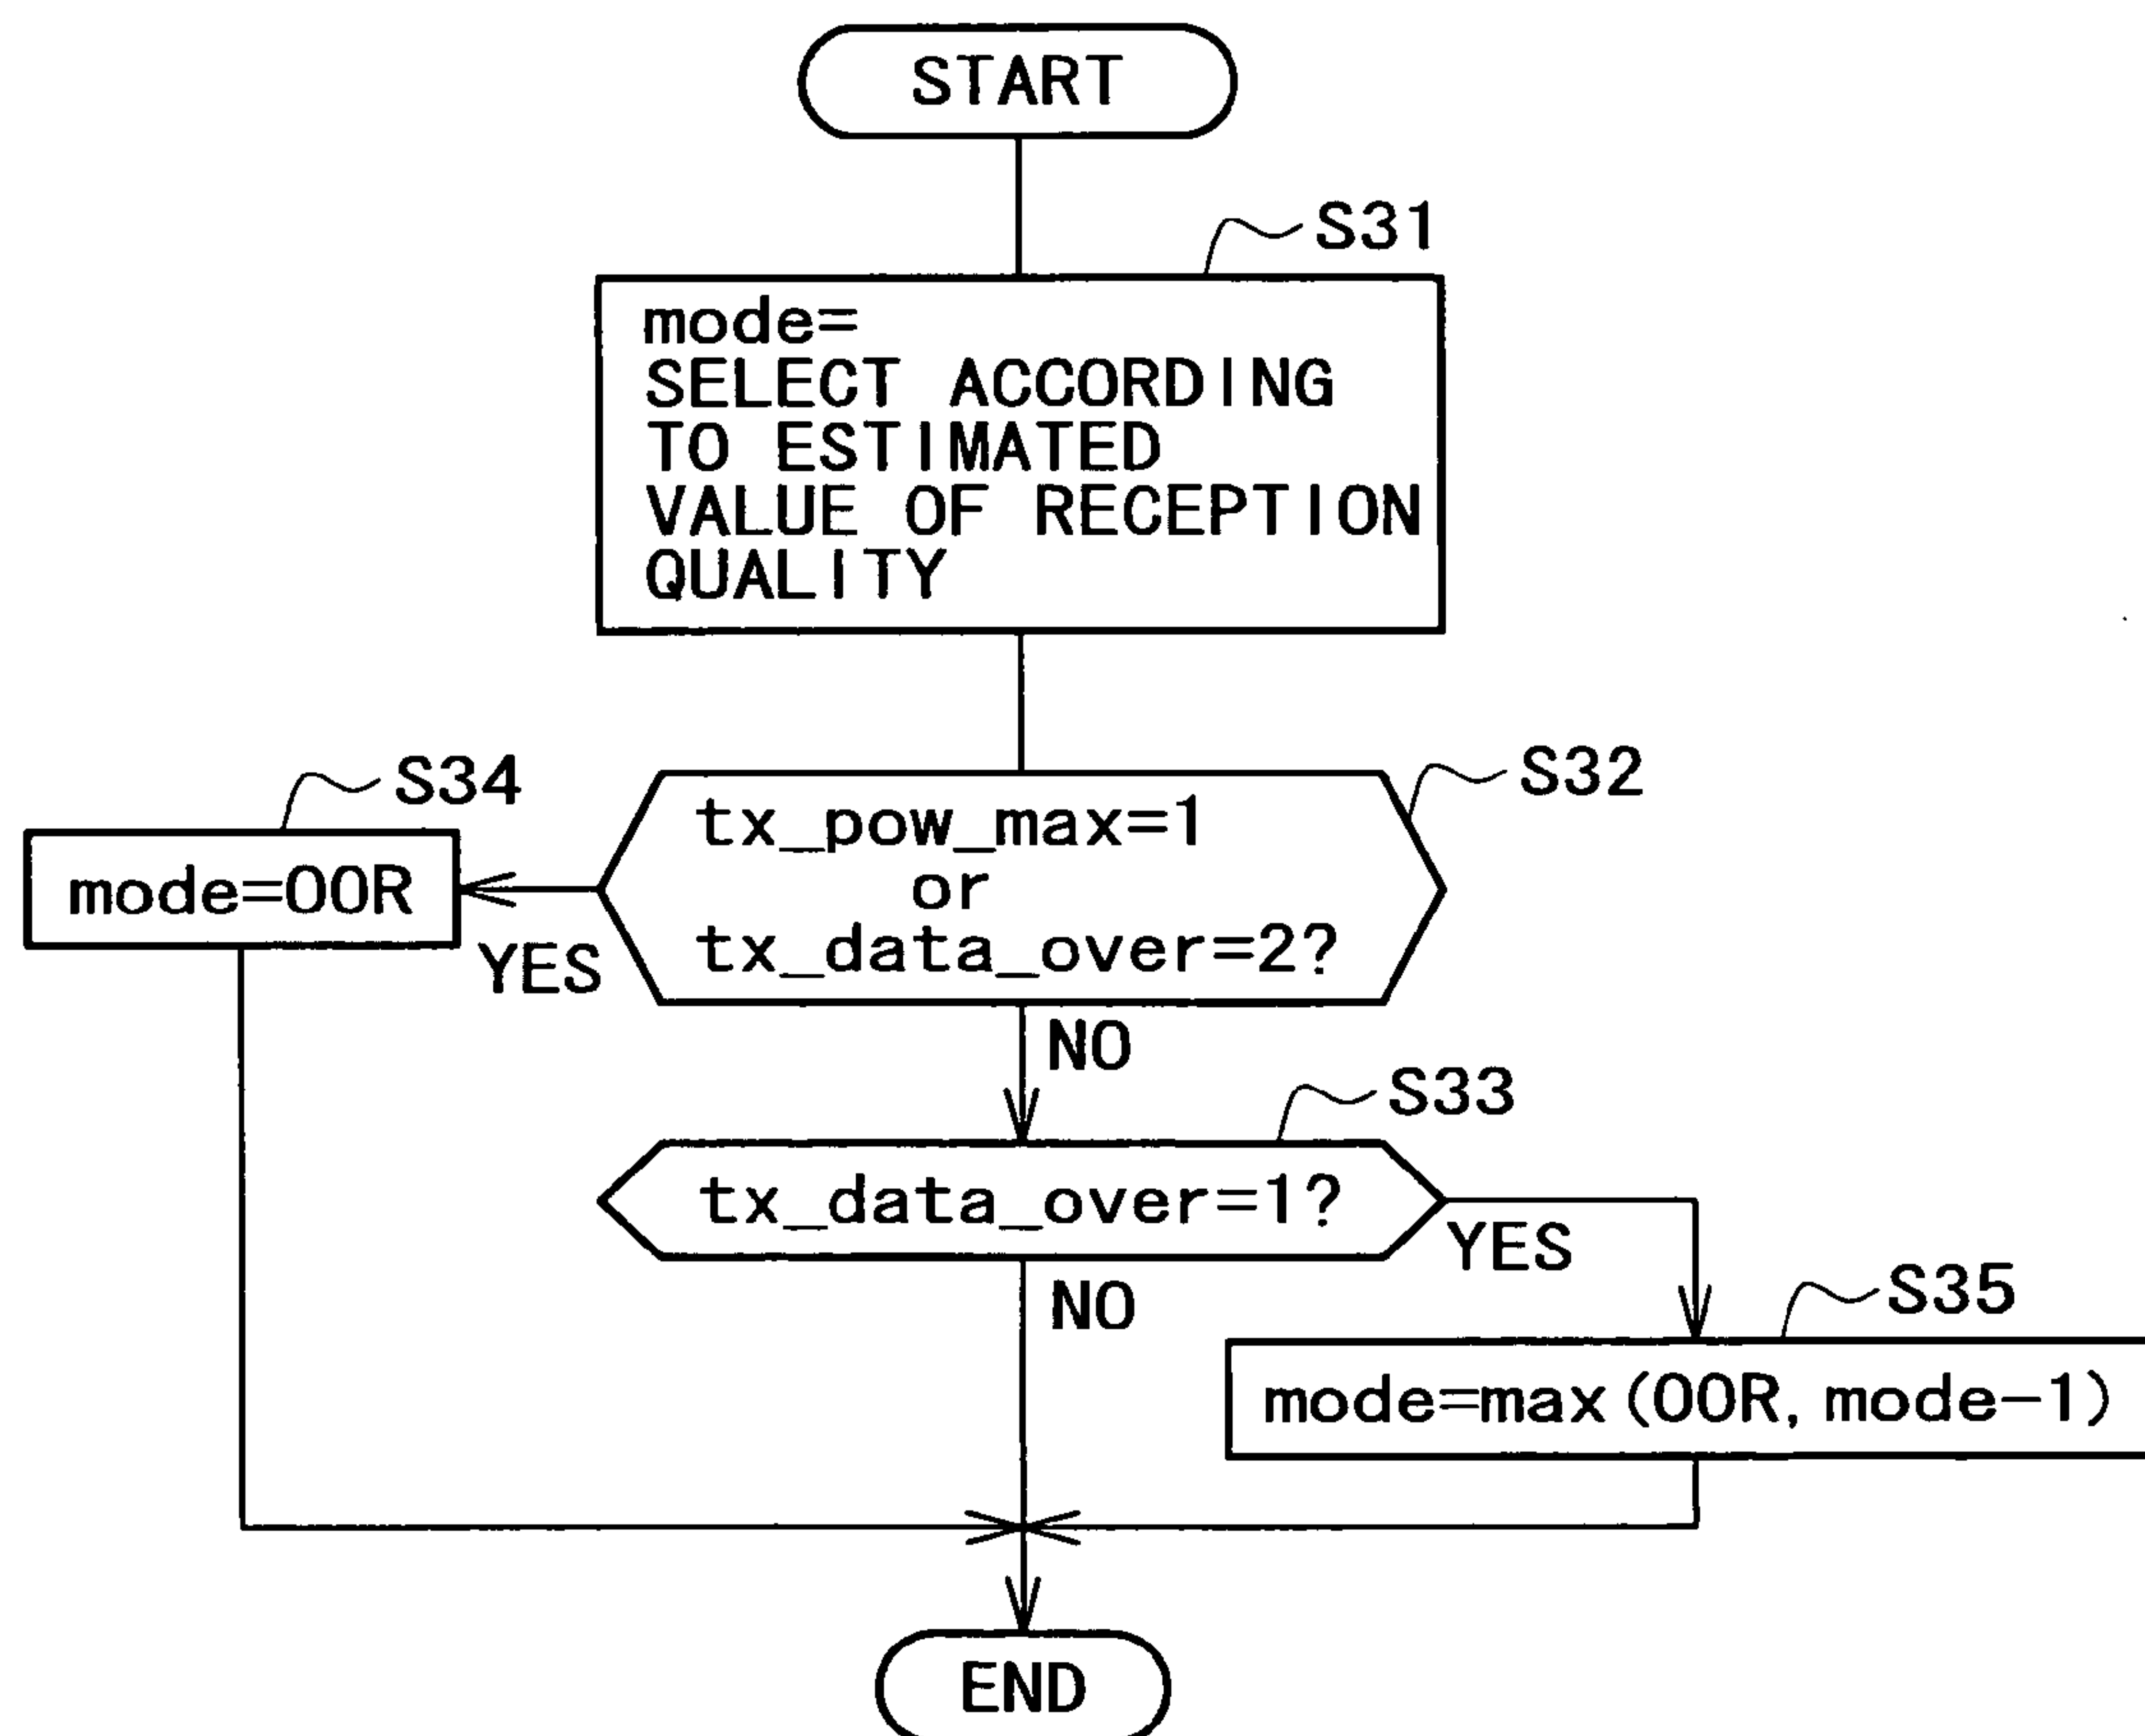 START
S31
mode=
SELECT ACCORDING
TO ESTIMATED
VALUE OF RECEPTION
QUALITY
S34
S32
tx_pow_max=1
or
tx_data_over=2?
mode=OOR
YES
NO
S33
tx_data_over=1?
YES
NO
S35
mode=max(OOR, mode-1)
END